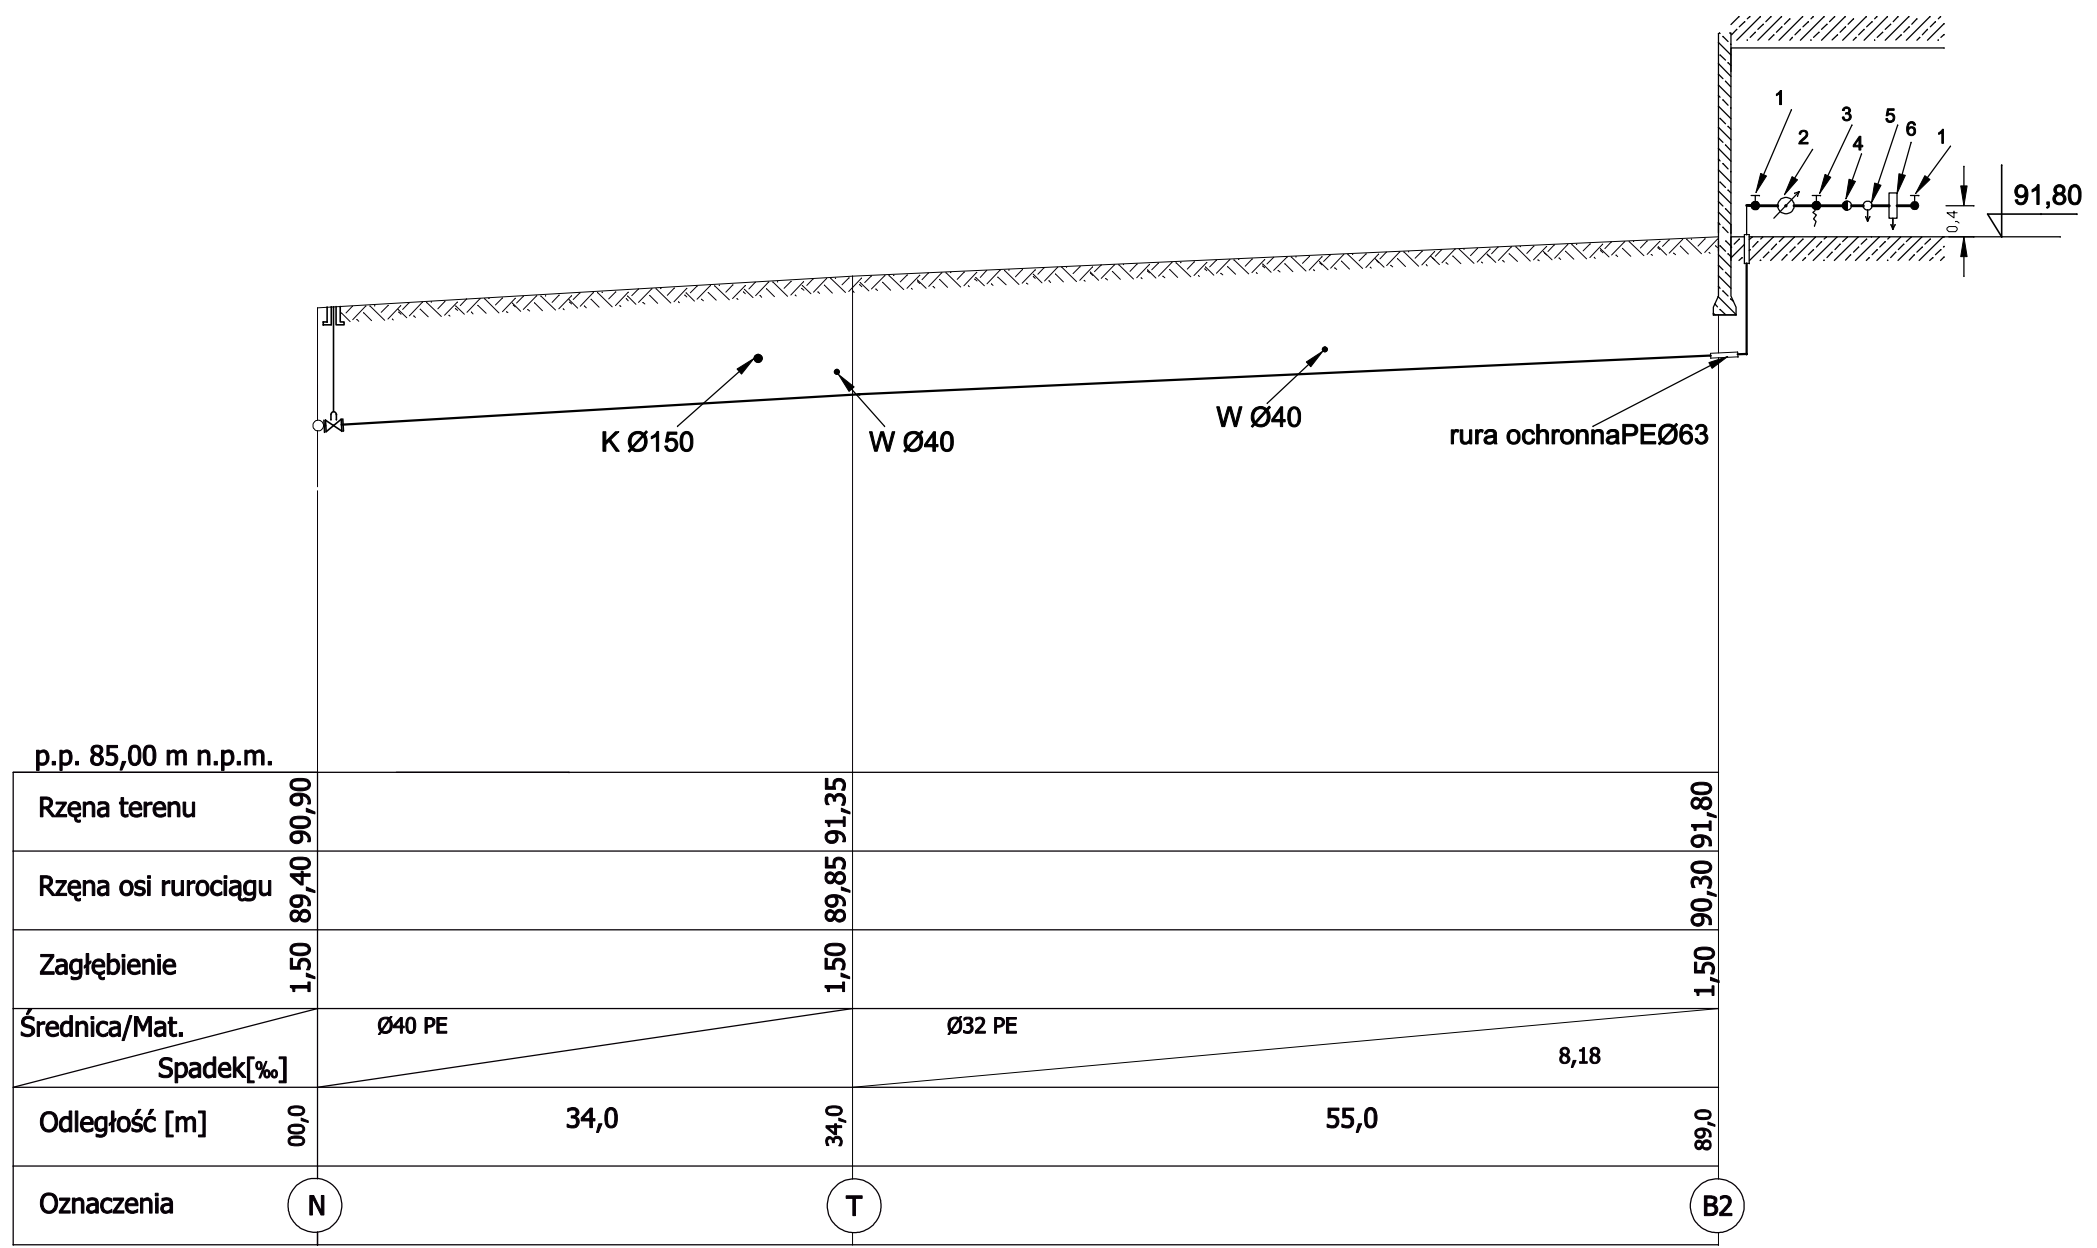 1
2
3
4
5
6
1
91,80
0,4
K Ø150
W Ø40
W Ø40
rura ochronnaPEØ63
p.p. 85,00 m n.p.m.
Rzęna terenu 90,90 91,35 91,80
Rzęna osi rurociągu 89,40 89,85 90,30
Zagłębienie 1,50 1,50 1,50
Średnica/Mat. Ø40 PE Ø32 PE
Spadek[‰] 8,18
Odległość [m] 00,0 34,0 34,0 55,0 89,0
Oznaczenia N T B2